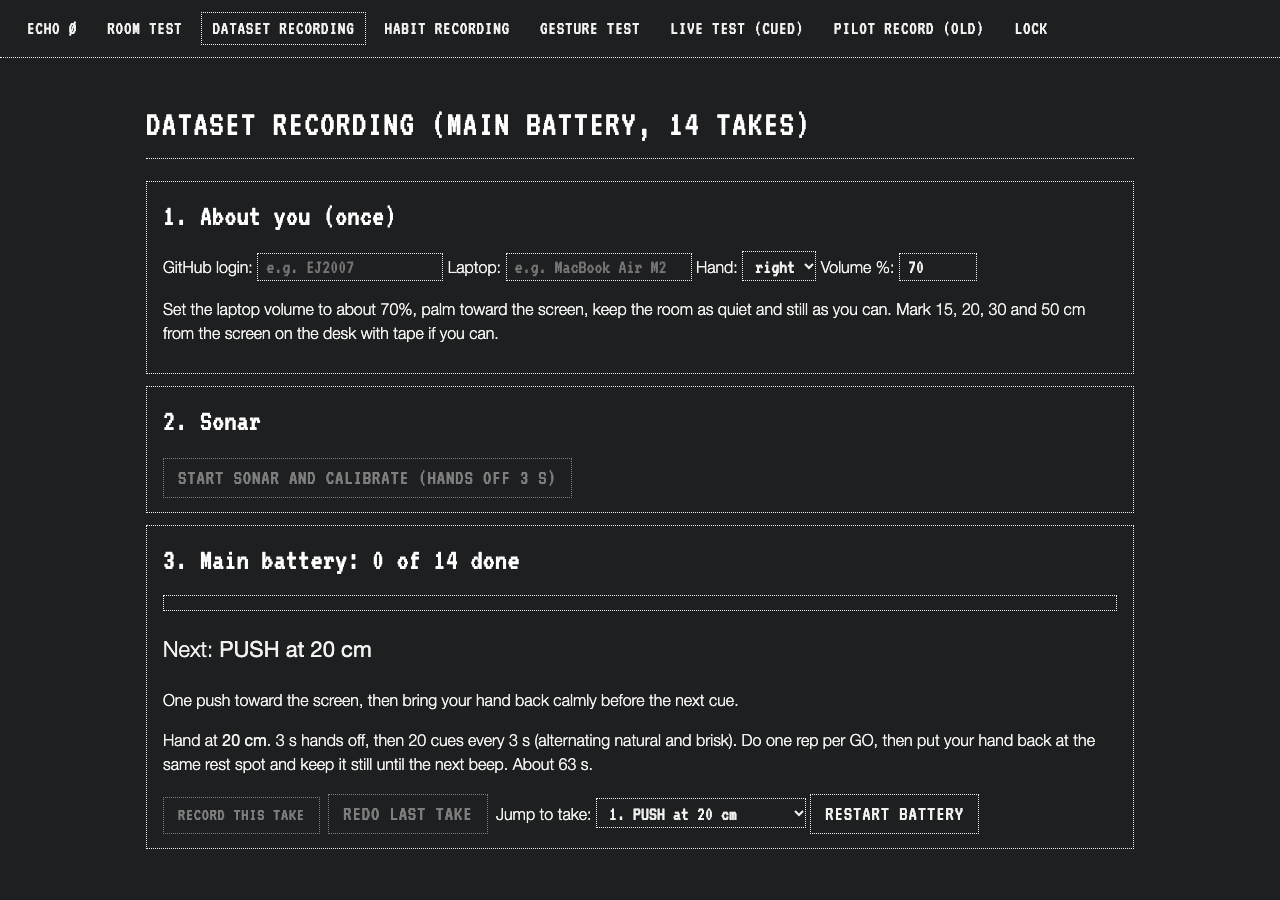 ECHO Ø ROOM TEST DATASET RECORDING HABIT RECORDING GESTURE TEST LIVE TEST (CUED) PILOT RECORD (OLD) LOCK
DATASET RECORDING (MAIN BATTERY, 14 TAKES)
1. About you (once)
GitHub login: e.g. EJ2007 Laptop: e.g. MacBook Air M2 Hand: right Volume %: 70
Set the laptop volume to about 70%, palm toward the screen, keep the room as quiet and still as you can. Mark 15, 20, 30 and 50 cm
from the screen on the desk with tape if you can.
2. Sonar
START SONAR AND CALIBRATE (HANDS OFF 3 S)
3. Main battery: 0 of 14 done
Next: PUSH at 20 cm
One push toward the screen, then bring your hand back calmly before the next cue.
Hand at 20 cm. 3 s hands off, then 20 cues every 3 s (alternating natural and brisk). Do one rep per GO, then put your hand back at the
same rest spot and keep it still until the next beep. About 63 s.
RECORD THIS TAKE REDO LAST TAKE Jump to take: 1. PUSH at 20 cm RESTART BATTERY